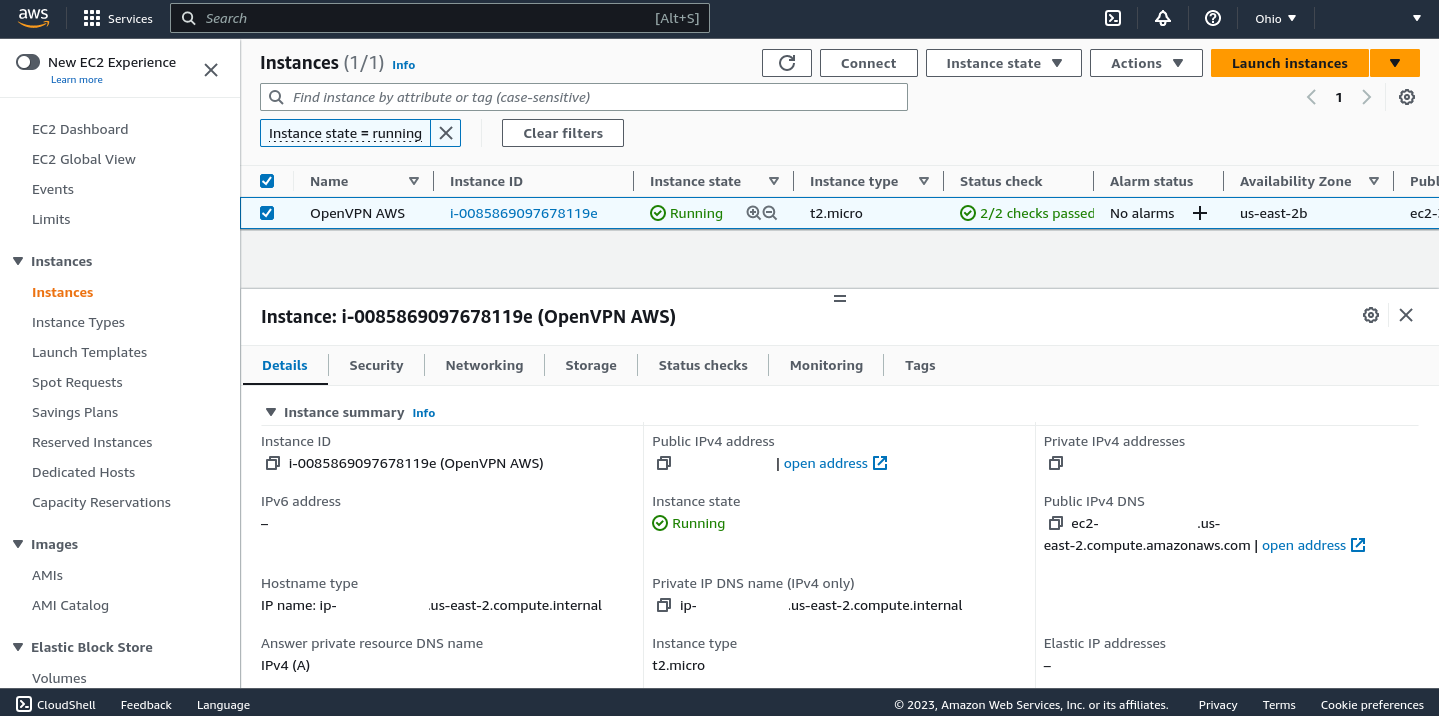 aws
Services
Search [Alt+S]
Ohio
New EC2 Experience
Learn more
EC2 Dashboard
EC2 Global View
Events
Limits
Instances
Instances
Instance Types
Launch Templates
Spot Requests
Savings Plans
Reserved Instances
Dedicated Hosts
Capacity Reservations
Images
AMIs
AMI Catalog
Elastic Block Store
Volumes
Instances (1/1) Info
Connect
Instance state
Actions
Launch instances
Find instance by attribute or tag (case-sensitive)
1
Instance state = running
Clear filters
Name Instance ID Instance state Instance type Status check Alarm status Availability Zone Publ
OpenVPN AWS i-0085869097678119e Running t2.micro 2/2 checks passed No alarms us-east-2b ec2-
Instance: i-0085869097678119e (OpenVPN AWS)
Details Security Networking Storage Status checks Monitoring Tags
Instance summary Info
Instance ID
i-0085869097678119e (OpenVPN AWS)
Public IPv4 address
| open address
Private IPv4 addresses
IPv6 address
–
Instance state
Running
Public IPv4 DNS
ec2- .us-
east-2.compute.amazonaws.com | open address
Hostname type
IP name: ip- .us-east-2.compute.internal
Private IP DNS name (IPv4 only)
ip- .us-east-2.compute.internal
Answer private resource DNS name
IPv4 (A)
Instance type
t2.micro
Elastic IP addresses
–
CloudShell Feedback Language
© 2023, Amazon Web Services, Inc. or its affiliates. Privacy Terms Cookie preferences